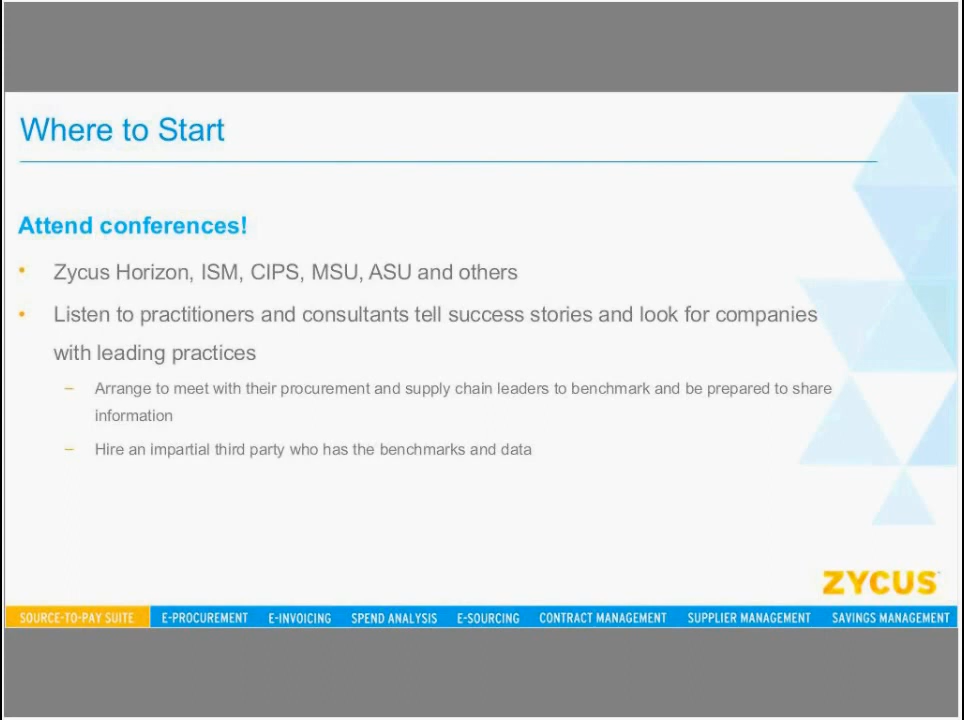 Where to Start
Attend conferences!
• Zycus Horizon, ISM, CIPS, MSU, ASU and others
• Listen to practitioners and consultants tell success stories and look for companies
with leading practices
– Arrange to meet with their procurement and supply chain leaders to benchmark and be prepared to share
information
– Hire an impartial third party who has the benchmarks and data
ZYCUS
SOURCE-TO-PAY SUITE E-PROCUREMENT E-INVOICING SPEND ANALYSIS E-SOURCING CONTRACT MANAGEMENT SUPPLIER MANAGEMENT SAVINGS MANAGEMENT